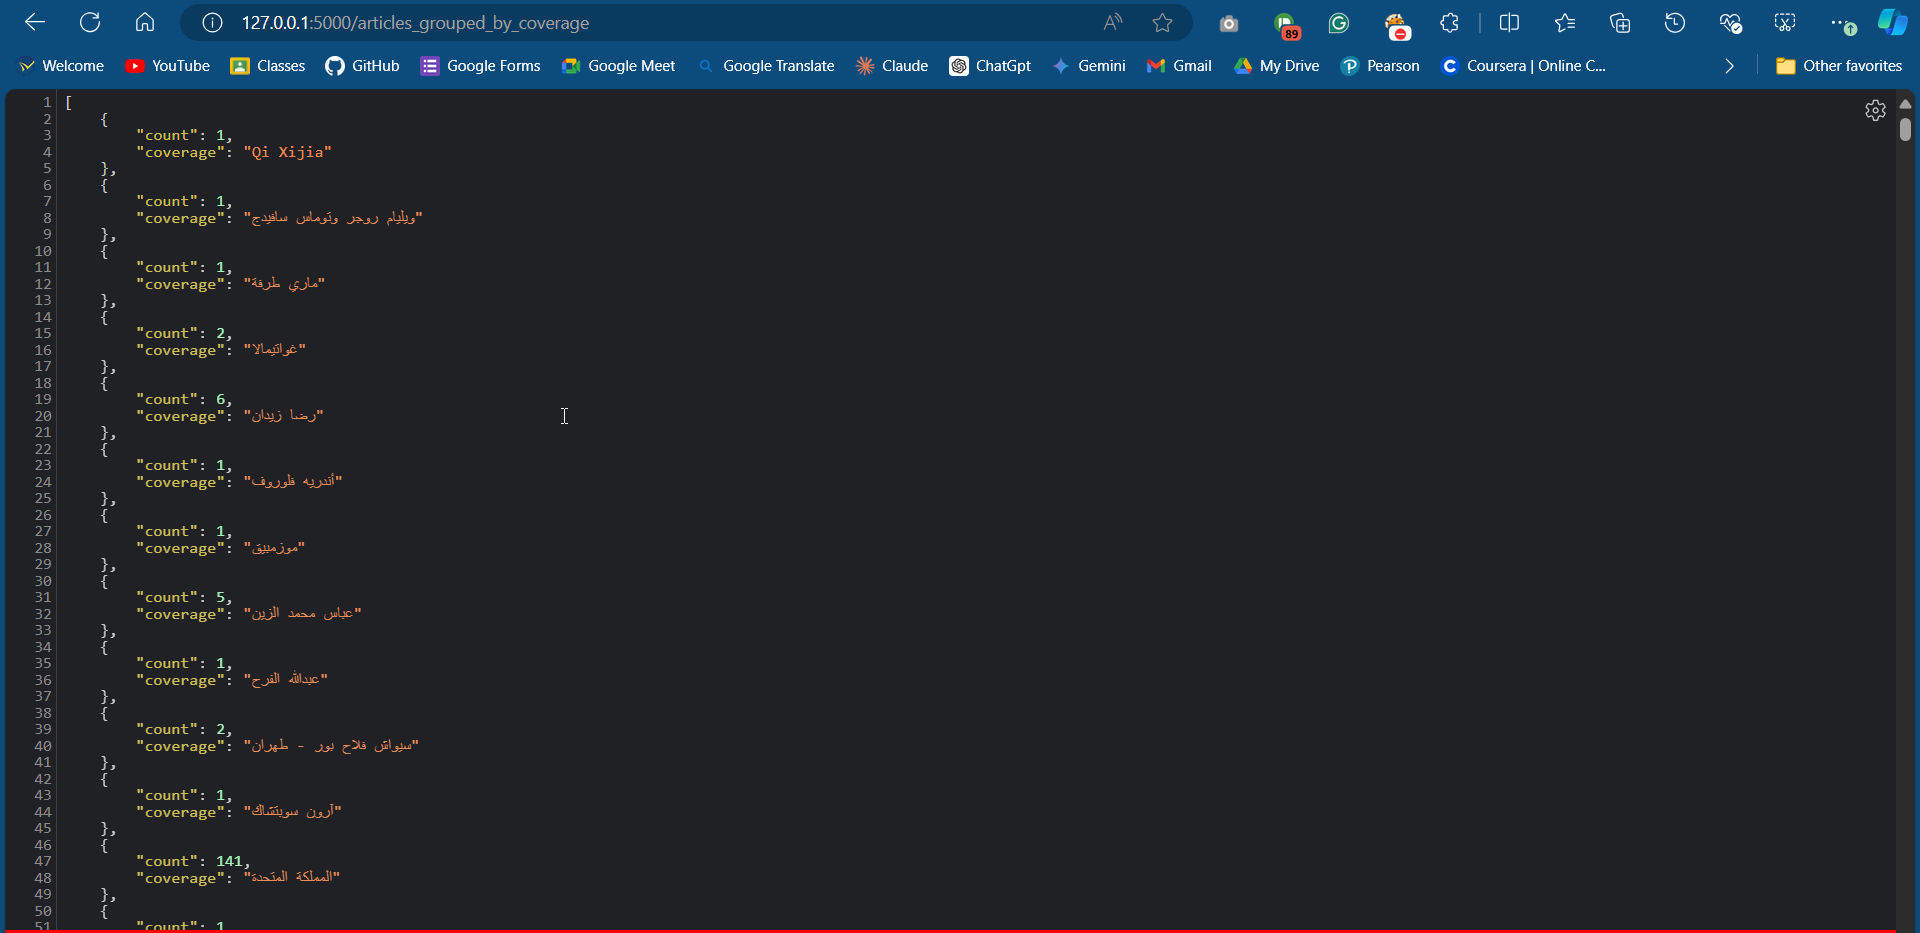 127.0.0.1:5000/articles_grouped_by_coverage
89
Welcome YouTube Classes GitHub Google Forms Google Meet Google Translate Claude ChatGpt Gemini Gmail My Drive Pearson Coursera | Online C... Other favorites
1 [
2 {
3 "count": 1,
4 "coverage": "Qi Xijia"
5 },
6 {
7 "count": 1,
8 "coverage": "ويليام روجر وتوماس سافيدج"
9 },
10 {
11 "count": 1,
12 "coverage": "ماري طرفة"
13 },
14 {
15 "count": 2,
16 "coverage": "غواتيمالا"
17 },
18 {
19 "count": 6,
20 "coverage": "رضا زيدان"
21 },
22 {
23 "count": 1,
24 "coverage": "أندريه فلوروف"
25 },
26 {
27 "count": 1,
28 "coverage": "موزمبيق"
29 },
30 {
31 "count": 5,
32 "coverage": "عباس محمد الزين"
33 },
34 {
35 "count": 1,
36 "coverage": "عبدالله الفرح"
37 },
38 {
39 "count": 2,
40 "coverage": "سيواش فلاح بور - طهران"
41 },
42 {
43 "count": 1,
44 "coverage": "آرون سويتشاك"
45 },
46 {
47 "count": 141,
48 "coverage": "المملكة المتحدة"
49 },
50 {
51 "count": 1